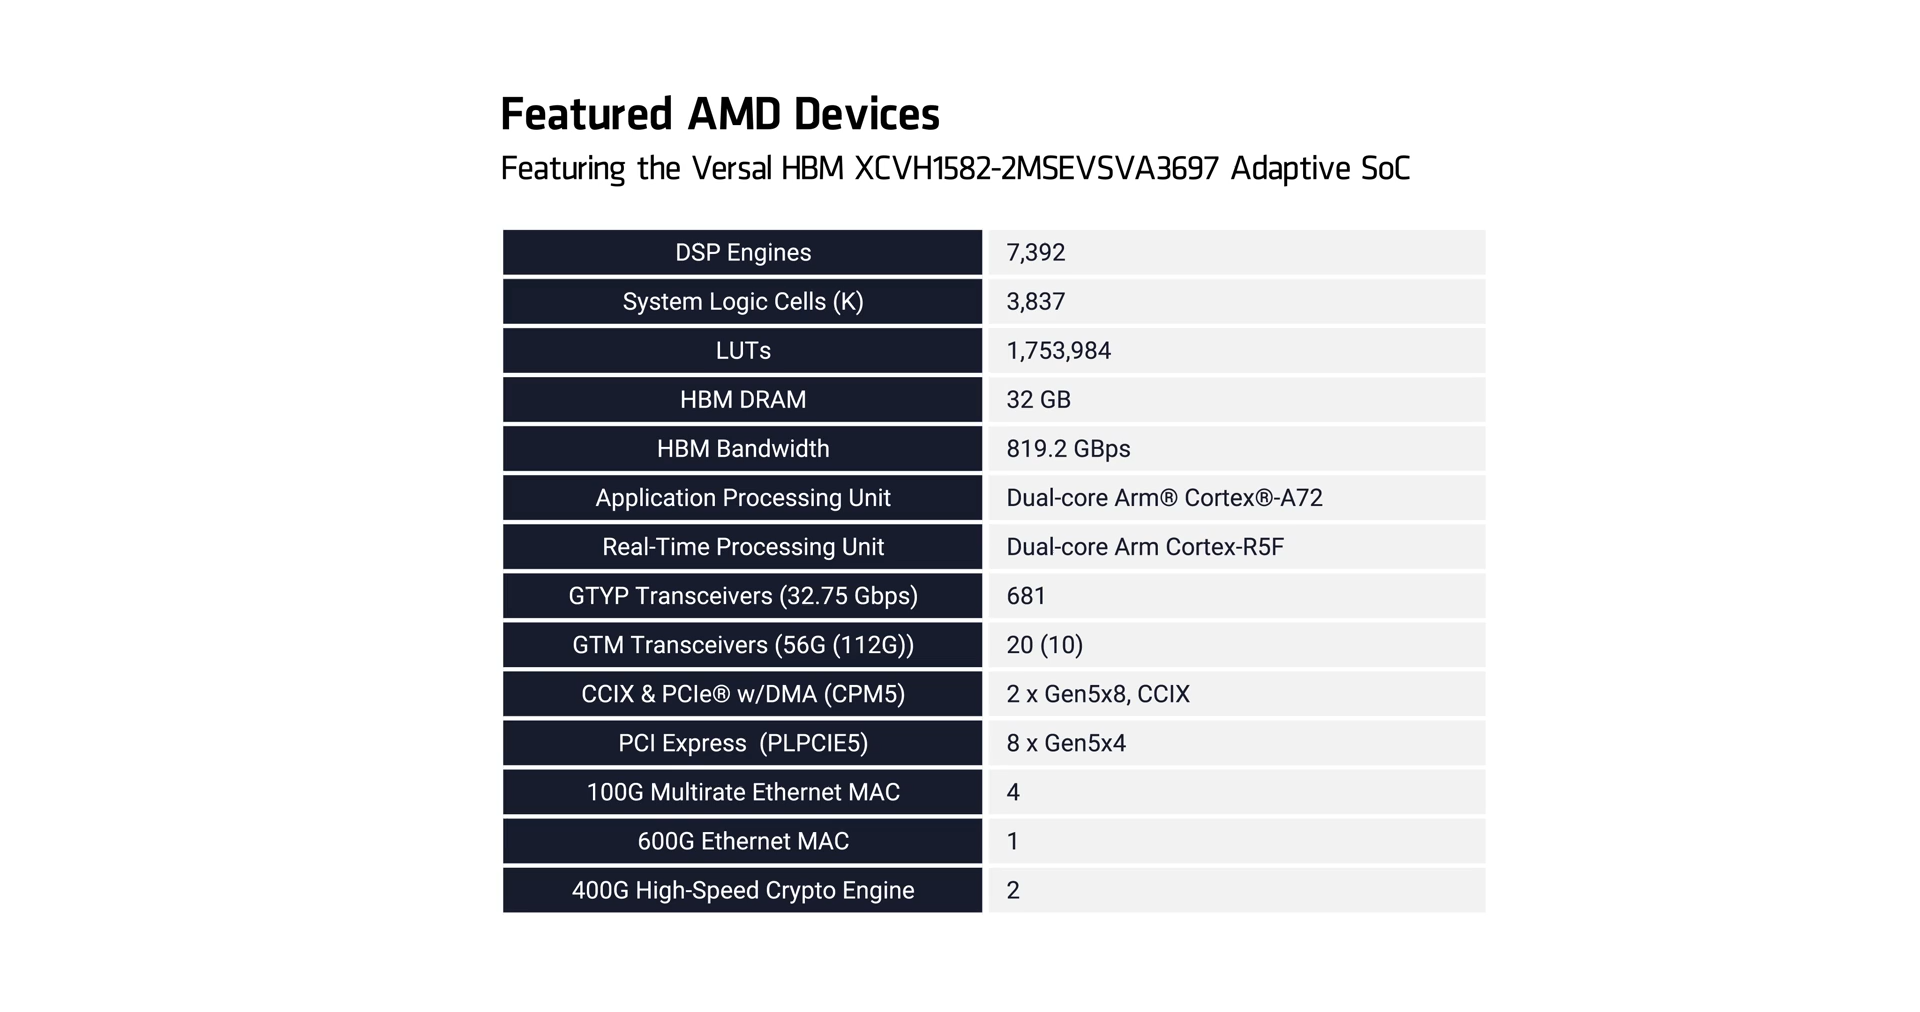 Featured AMD Devices
Featuring the Versal HBM XCVH1582-2MSEVSVA3697 Adaptive SoC
DSP Engines 7,392
System Logic Cells (K) 3,837
LUTs 1,753,984
HBM DRAM 32 GB
HBM Bandwidth 819.2 GBps
Application Processing Unit Dual-core Arm® Cortex®-A72
Real-Time Processing Unit Dual-core Arm Cortex-R5F
GTYP Transceivers (32.75 Gbps) 681
GTM Transceivers (56G (112G)) 20 (10)
CCIX & PCIe® w/DMA (CPM5) 2 x Gen5x8, CCIX
PCI Express (PLPCIE5) 8 x Gen5x4
100G Multirate Ethernet MAC 4
600G Ethernet MAC 1
400G High-Speed Crypto Engine 2